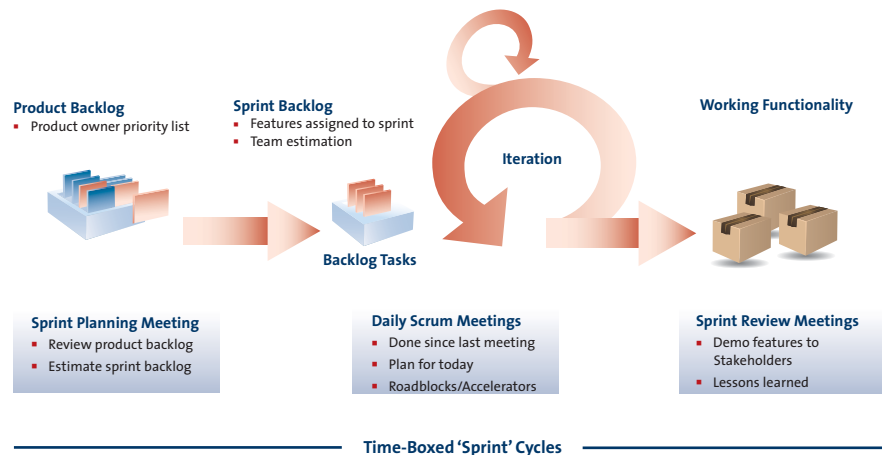 Product Backlog
Product owner priority list
Sprint Backlog
Features assigned to sprint
Team estimation
Iteration
Working Functionality
Backlog Tasks
Sprint Planning Meeting
Review product backlog
Estimate sprint backlog
Daily Scrum Meetings
Done since last meeting
Plan for today
Roadblocks/Accelerators
Sprint Review Meetings
Demo features to
Stakeholders
Lessons learned
Time-Boxed ‘Sprint’ Cycles